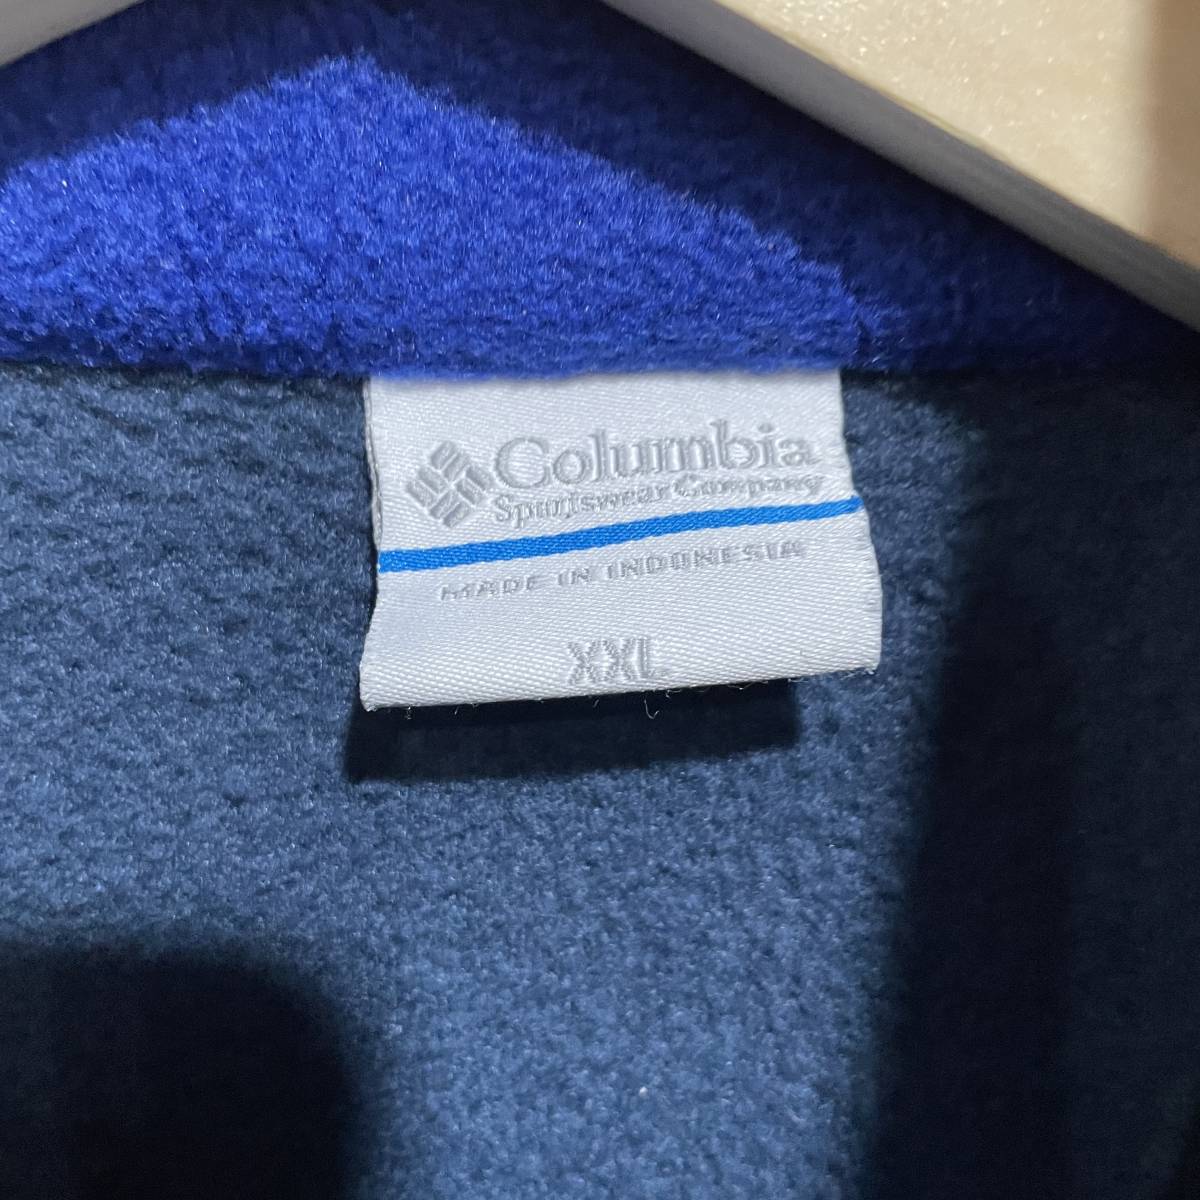 Columbia
Sportswear Company
MADE IN INDONESIA
XXL